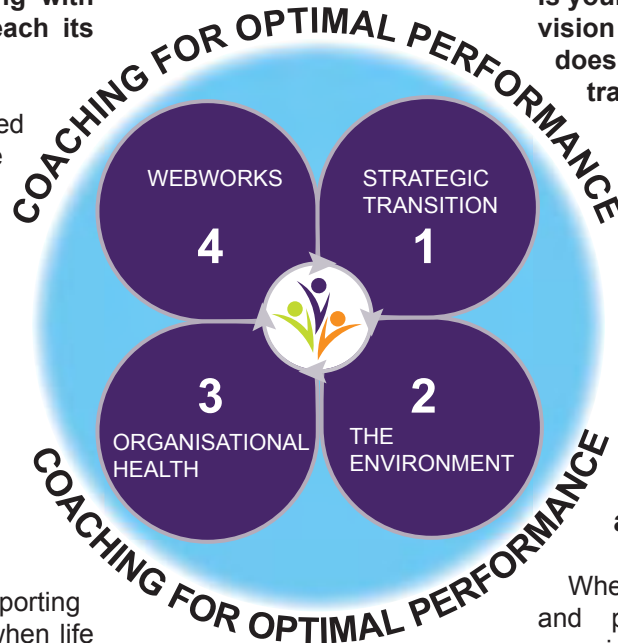 ng with
each its
ed
e
is your
vision
does
tra
COACHING FOR OPTIMAL PERFORMANCE
WEBWORKS
4
STRATEGIC
TRANSITION
1
3
ORGANISATIONAL
HEALTH
2
THE
ENVIRONMENT
COACHING FOR OPTIMAL PERFORMANCE
porting
when life
a
Whe
and p